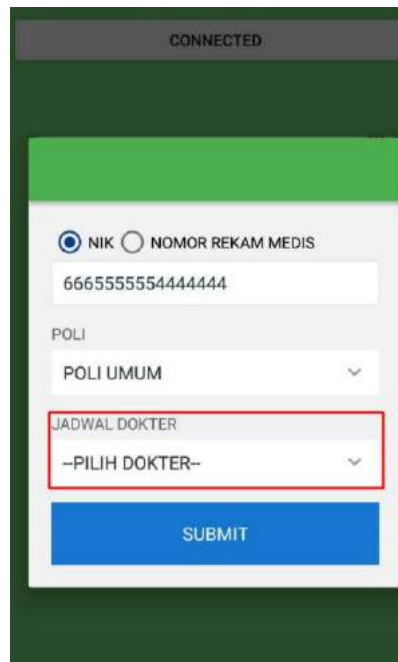 CONNECTED
NIK NOMOR REKAM MEDIS
6665555554444444
POLI
POLI UMUM
JADWAL DOKTER
--PILIH DOKTER--
SUBMIT